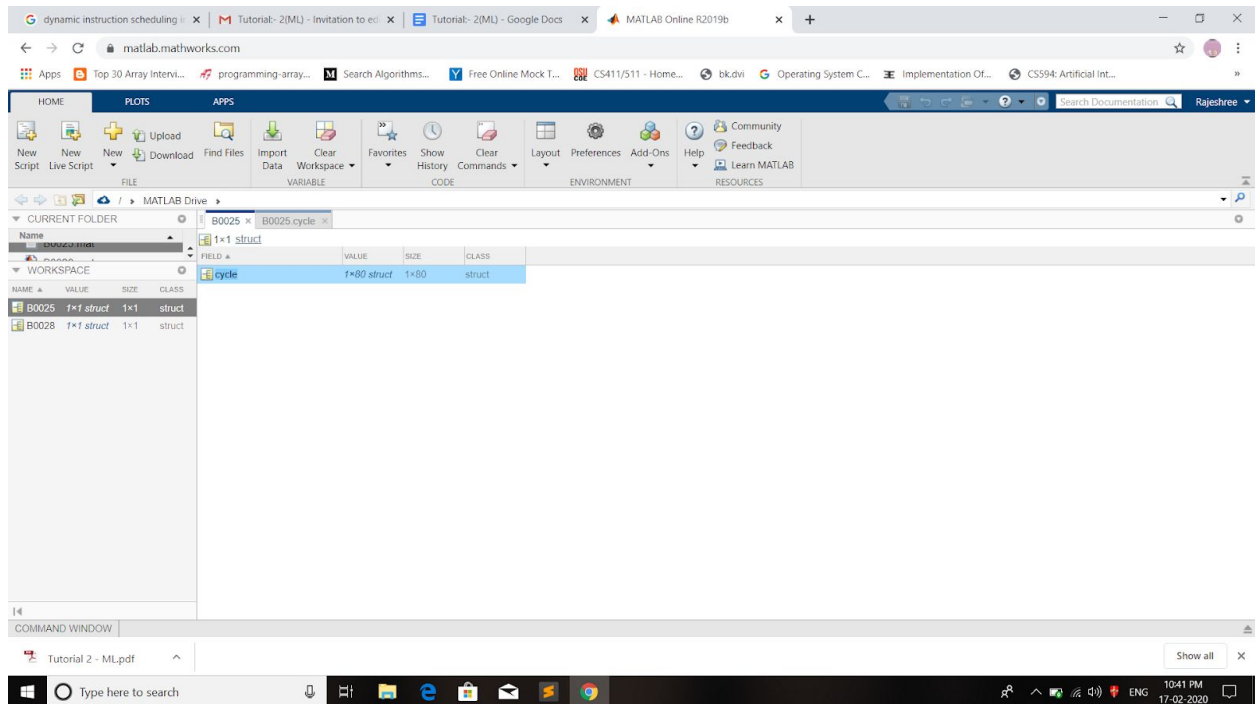 dynamic instruction scheduling i
Tutorial:- 2(ML) - Invitation to ed
Tutorial:- 2(ML) - Google Docs
MATLAB Online R2019b
matlab.mathworks.com
Apps Top 30 Array Intervi... programming-array... Search Algorithms... Free Online Mock T... CS411/511 - Home... bk.dvi Operating System C... Implementation Of... CS594: Artificial Int... »
HOME PLOTS APPS Search Documentation Rajeshree
New Script
New Live Script
New
Upload
Download
Find Files
FILE
Import Data
Clear Workspace
VARIABLE
Favorites
Show History
Clear Commands
CODE
Layout
Preferences
Add-Ons
ENVIRONMENT
Help
Community
Feedback
Learn MATLAB
RESOURCES
/ MATLAB Drive
CURRENT FOLDER
Name
B0025.mat
WORKSPACE
NAME VALUE SIZE CLASS
B0025 1×1 struct 1×1 struct
B0028 1×1 struct 1×1 struct
B0025 × B0025.cycle ×
1×1 struct
FIELD VALUE SIZE CLASS
cycle 1×80 struct 1×80 struct
COMMAND WINDOW
Tutorial 2 - ML.pdf
Show all
Type here to search
ENG
10:41 PM
17-02-2020